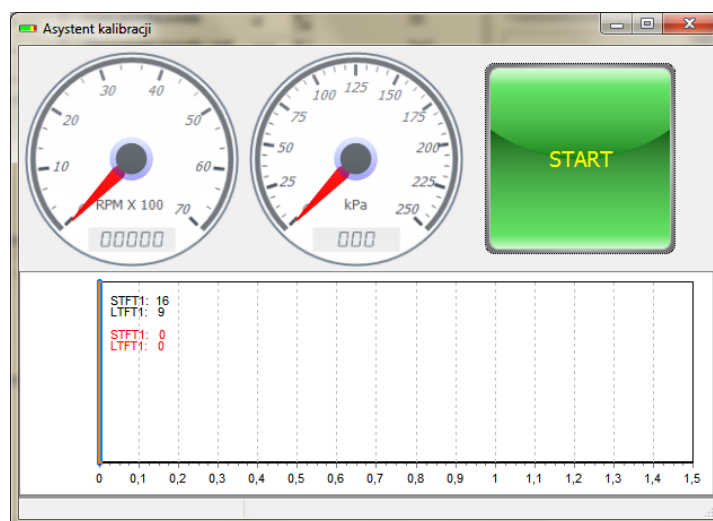 Asystent kalibracji
0 10 20 30 40 50 60 70
RPM X 100
00000
0 25 50 75 100 125 150 175 200 225 250
kPa
000
START
STFT1: 16
LTFT1: 9
STFT1: 0
LTFT1: 0
0 0,1 0,2 0,3 0,4 0,5 0,6 0,7 0,8 0,9 1 1,1 1,2 1,3 1,4 1,5